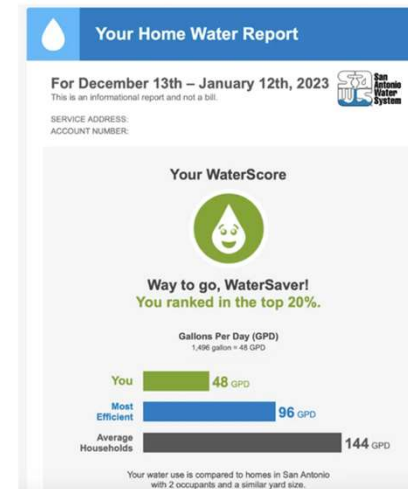 Your Home Water Report
For December 13th – January 12th, 2023
This is an informational report and not a bill.
San
Antonio
Water
System
SERVICE ADDRESS:
ACCOUNT NUMBER:
Your WaterScore
Way to go, WaterSaver!
You ranked in the top 20%.
Gallons Per Day (GPD)
1,496 gallon = 48 GPD
You 48 GPD
Most
Efficient 96 GPD
Average
Households 144 GPD
Your water use is compared to homes in San Antonio
with 2 occupants and a similar yard size.